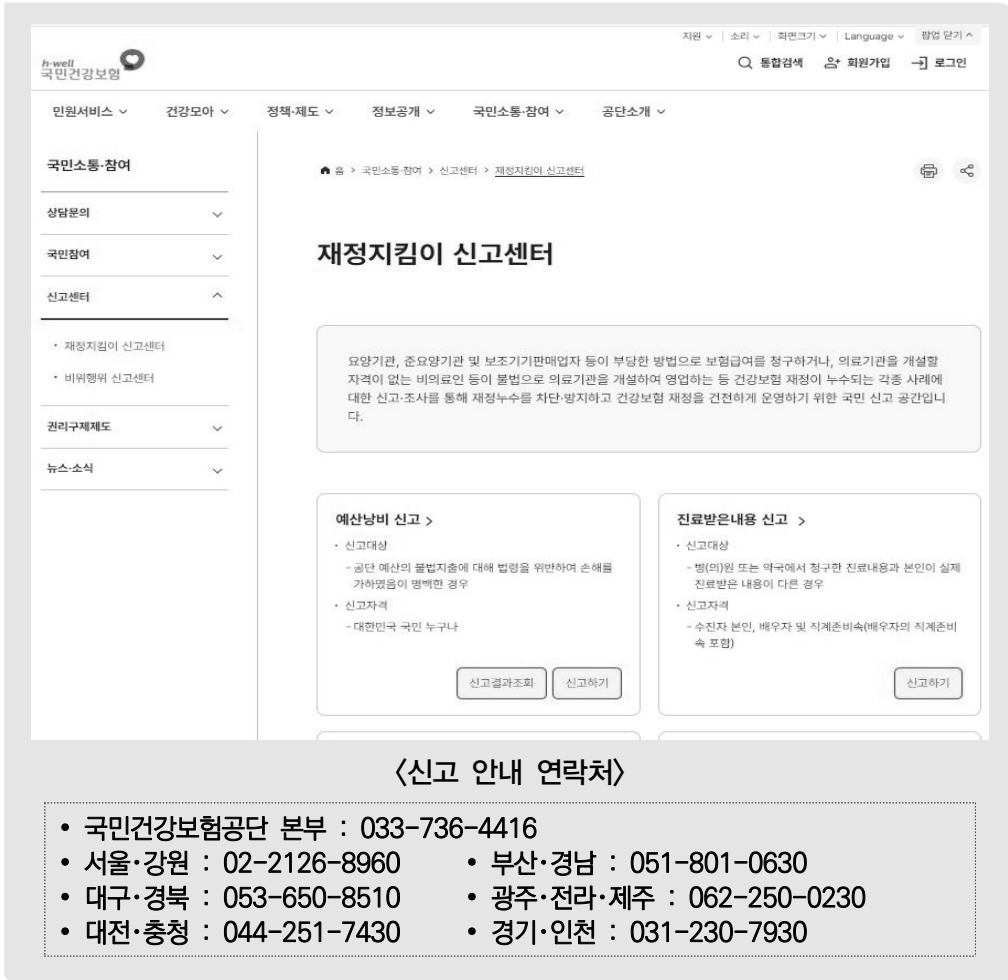 지원 소리 화면크기 Language 팝업 닫기
h-well
국민건강보험
통합검색 회원가입 로그인
민원서비스 건강모아 정책·제도 정보공개 국민소통·참여 공단소개
국민소통·참여
상담문의
국민참여
신고센터
· 재정지킴이 신고센터
· 비위행위 신고센터
권리구제제도
뉴스·소식
홈 > 국민소통·참여 > 신고센터 > 재정지킴이 신고센터
재정지킴이 신고센터
요양기관, 준요양기관 및 보조기기판매업자 등이 부당한 방법으로 보험급여를 청구하거나, 의료기관을 개설할
자격이 없는 비의료인 등이 불법으로 의료기관을 개설하여 영업하는 등 건강보험 재정이 누수되는 각종 사례에
대한 신고·조사를 통해 재정누수를 차단·방지하고 건강보험 재정을 건전하게 운영하기 위한 국민 신고 공간입니
다.
예산낭비 신고 >
· 신고대상
- 공단 예산의 불법지출에 대해 법령을 위반하여 손해를
가하였음이 명백한 경우
· 신고자격
- 대한민국 국민 누구나
신고결과조회 신고하기
진료받은내용 신고 >
· 신고대상
- 병(의)원 또는 약국에서 청구한 진료내용과 본인이 실제
진료받은 내용이 다른 경우
· 신고자격
- 수진자 본인, 배우자 및 직계존비속(배우자의 직계존비
속 포함)
신고하기
〈신고 안내 연락처〉
• 국민건강보험공단 본부 : 033-736-4416
• 서울·강원 : 02-2126-8960 • 부산·경남 : 051-801-0630
• 대구·경북 : 053-650-8510 • 광주·전라·제주 : 062-250-0230
• 대전·충청 : 044-251-7430 • 경기·인천 : 031-230-7930